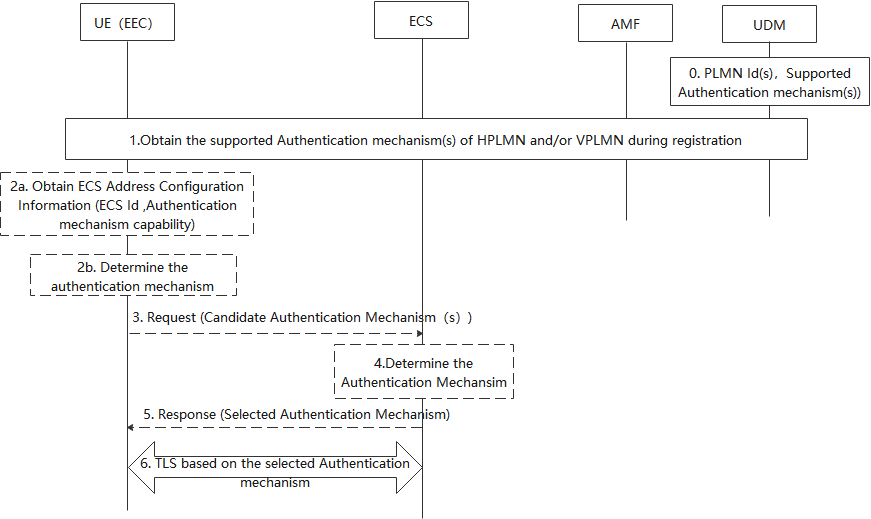 UE（EEC）
ECS
AMF
UDM
0. PLMN Id(s)，Supported
Authentication mechanism(s))
1.Obtain the supported Authentication mechanism(s) of HPLMN and/or VPLMN during registration
2a. Obtain ECS Address Configuration
Information (ECS Id ,Authentication
mechanism capability)
2b. Determine the
authentication mechanism
3. Request (Candidate Authentication Mechanism（s））
4.Determine the
Authentication Mechansim
5. Response (Selected Authentication Mechanism)
6. TLS based on the selected Authentication
mechanism